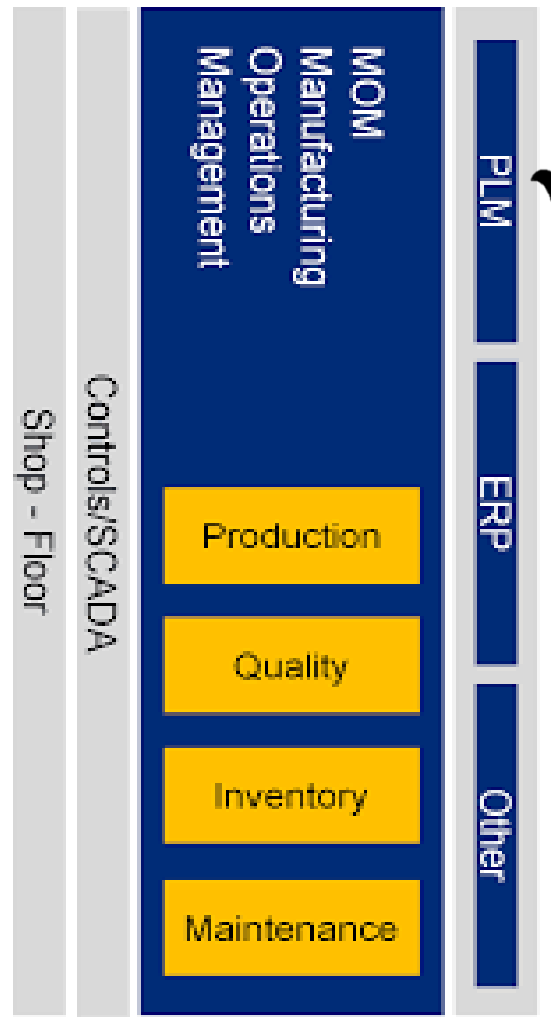 PLM
ERP
Other
MOM
Manufacturing
Operations
Management
Production
Quality
Inventory
Maintenance
Controls/SCADA
Shop - Floor